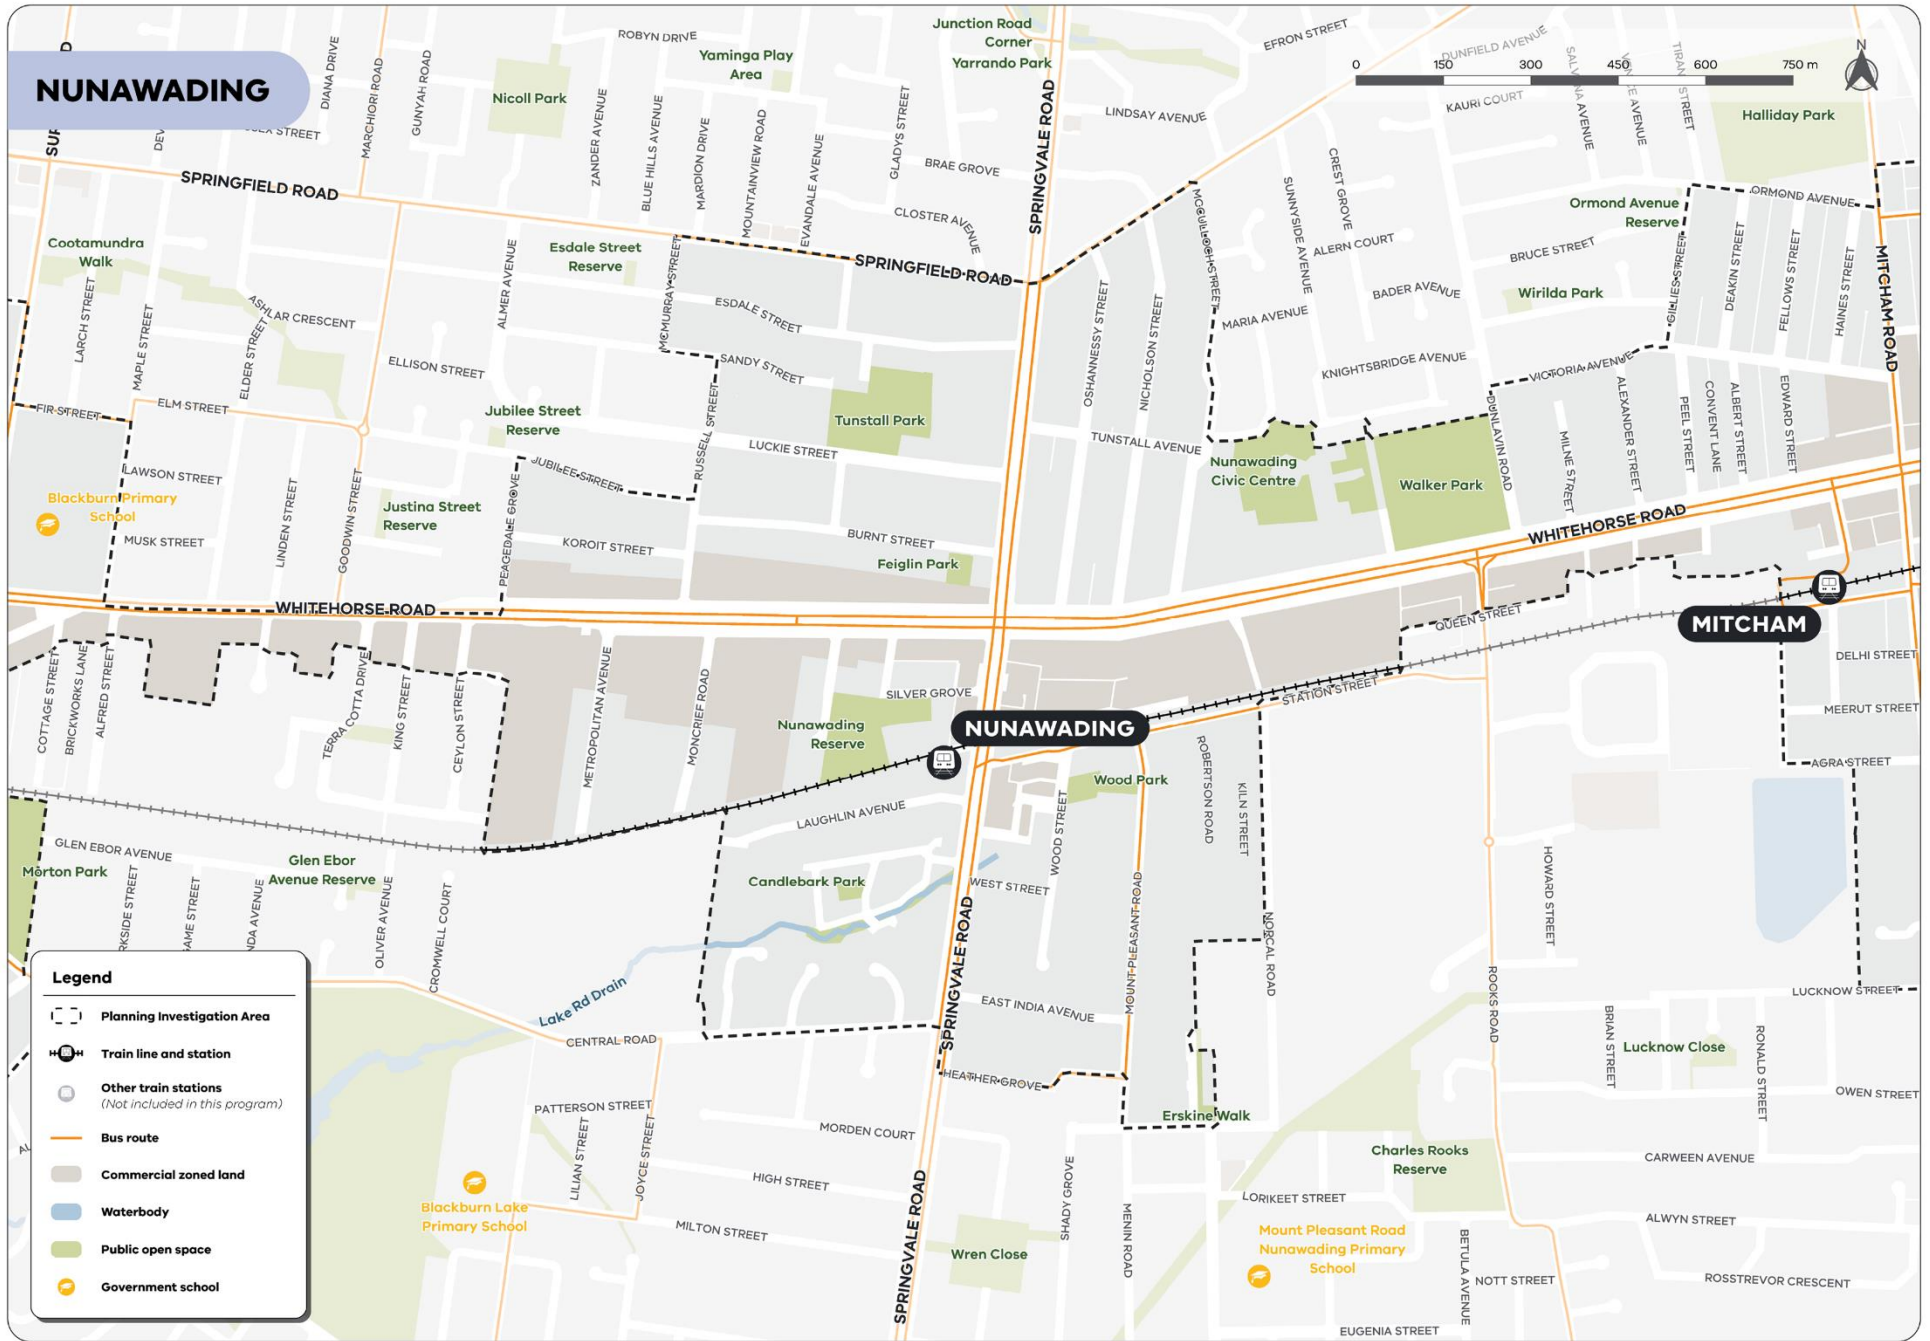 NUNAWADING
N
0 150 300 450 600 750 m
DIANA DRIVE
MARCHIORI ROAD
GUNYAH ROAD
Nicoll Park
ROBYN DRIVE
Yaminga Play
Area
Junction Road
Corner
Yarrando Park
EFRON STREET
DUNFIELD AVENUE
KAURI COURT
Halliday Park
LINDSAY AVENUE
ZANDER AVENUE
BLUE HILLS AVENUE
MARDION DRIVE
MOUNTAINVIEW ROAD
EVANDALE AVENUE
GLADYS STREET
BRAE GROVE
CLOSTER AVENUE
SPRINGVALE ROAD
SPRINGFIELD ROAD
SPRINGFIELD ROAD
MCCULLOCH STREET
SUNNYSIDE AVENUE
CREST GROVE
ALERN COURT
BRUCE STREET
Ormond Avenue
Reserve
ORMOND AVENUE
MITCHAM ROAD
Cootamundra
Walk
LARCH STREET
MAPLE STREET
ELDER STREET
ASHLAR CRESCENT
ALMER AVENUE
Esdale Street
Reserve
MCMURRAY STREET
ESDALE STREET
SANDY STREET
ELLISON STREET
OSHANNESSY STREET
NICHOLSON STREET
MARIA AVENUE
BADER AVENUE
KNIGHTSBRIDGE AVENUE
Wirilda Park
GILLIES STREET
DEAKIN STREET
FELLOWS STREET
HAINES STREET
VICTORIA AVENUE
FIR STREET
ELM STREET
Jubilee Street
Reserve
JUBILEE STREET
RUSSELL STREET
LUCKIE STREET
Tunstall Park
TUNSTALL AVENUE
Nunawading
Civic Centre
Walker Park
DUNLAVIN ROAD
MILNE STREET
ALEXANDER STREET
PEEL STREET
CONVENT LANE
ALBERT STREET
EDWARD STREET
LAWSON STREET
Blackburn Primary
School
MUSK STREET
LINDEN STREET
GOODWIN STREET
Justina Street
Reserve
PEACEDALE GROVE
KOROIT STREET
BURNT STREET
Feiglin Park
WHITEHORSE ROAD
WHITEHORSE ROAD
QUEEN STREET
MITCHAM
DELHI STREET
MEERUT STREET
AGRA STREET
COTTAGE STREET
BRICKWORKS LANE
ALFRED STREET
TERRA COTTA DRIVE
KING STREET
CEYLON STREET
METROPOLITAN AVENUE
MONCRIEF ROAD
SILVER GROVE
Nunawading
Reserve
NUNAWADING
STATION STREET
Wood Park
ROBERTSON ROAD
KILN STREET
LAUGHLIN AVENUE
WOOD STREET
WEST STREET
Candlebark Park
MOUNT PLEASANT ROAD
NORCAL ROAD
HOWARD STREET
ROOKS ROAD
GLEN EBOR AVENUE
Morton Park
Glen Ebor
Avenue Reserve
OLIVER AVENUE
CROMWELL COURT
Lake Rd Drain
CENTRAL ROAD
SPRINGVALE ROAD
EAST INDIA AVENUE
HEATHER GROVE
LUCKNOW STREET
BRIAN STREET
Lucknow Close
RONALD STREET
OWEN STREET
Erskine Walk
Charles Rooks
Reserve
CARWEEN AVENUE
PATTERSON STREET
LILIAN STREET
JOYCE STREET
MORDEN COURT
HIGH STREET
MILTON STREET
Blackburn Lake
Primary School
SPRINGVALE ROAD
Wren Close
SHADY GROVE
MENIN ROAD
LORIKEET STREET
Mount Pleasant Road
Nunawading Primary
School
BETULA AVENUE
NOTT STREET
ALWYN STREET
ROSSTREVOR CRESCENT
EUGENIA STREET
Legend
Planning Investigation Area
Train line and station
Other train stations
(Not included in this program)
Bus route
Commercial zoned land
Waterbody
Public open space
Government school